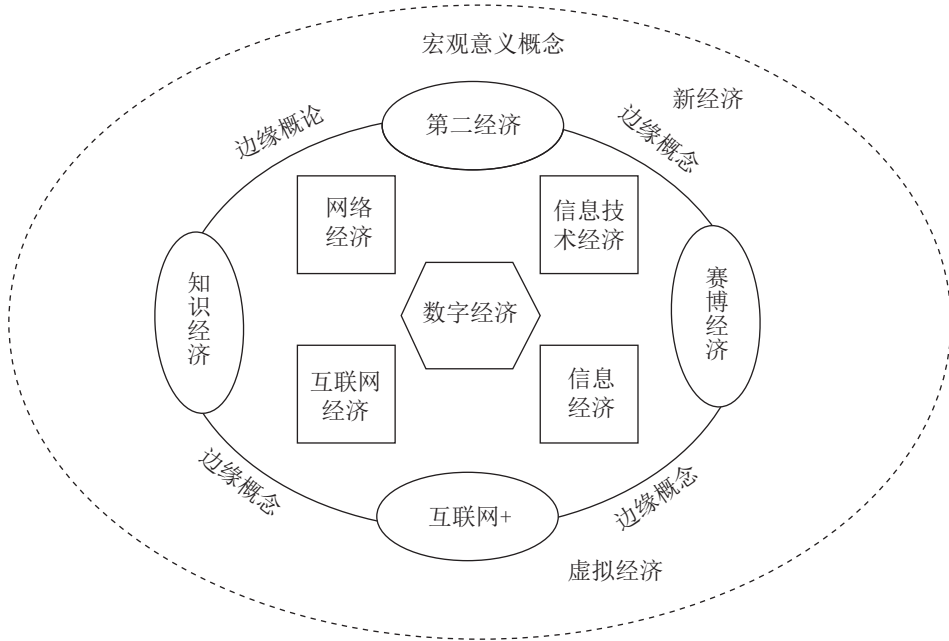 宏观意义概念
新经济
边缘概论
第二经济
边缘概念
网络
经济
信息技
术经济
知识经济
数字经济
赛博经济
互联网
经济
信息
经济
边缘概念
互联网+
边缘概念
虚拟经济